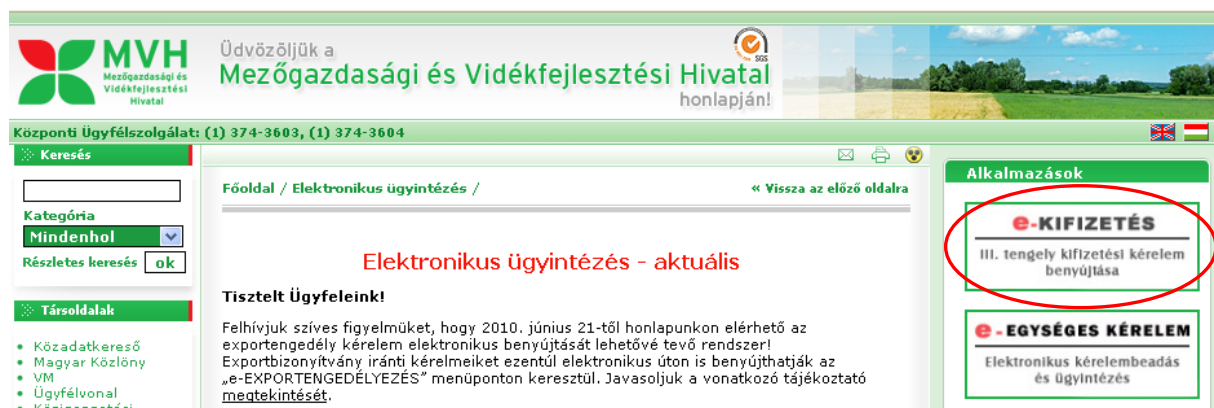 MVH
Mezőgazdasági és
Vidékfejlesztési
Hivatal
Üdvözöljük a
Mezőgazdasági és Vidékfejlesztési Hivatal
honlapján!
SGS
Központi Ügyfélszolgálat: (1) 374-3603, (1) 374-3604
Keresés
Kategória
Mindenhol
Részletes keresés ok
Társoldalak
• Közadatkereső
• Magyar Közlöny
• VM
• Ügyfélvonal
Főoldal / Elektronikus ügyintézés /
« Vissza az előző oldalra
Elektronikus ügyintézés - aktuális
Tisztelt Ügyfeleink!
Felhívjuk szíves figyelmüket, hogy 2010. június 21-től honlapunkon elérhető az
exportengedély kérelem elektronikus benyújtását lehetővé tevő rendszer!
Exportbizonyítvány iránti kérelmeiket ezentúl elektronikus úton is benyújthatják az
„e-EXPORTENGEDÉLYEZÉS” menüponton keresztül. Javasoljuk a vonatkozó tájékoztató
megtekintését.
Alkalmazások
e-KIFIZETÉS
III. tengely kifizetési kérelem
benyújtása
e - EGYSÉGES KÉRELEM
Elektronikus kérelembeadás
és ügyintézés